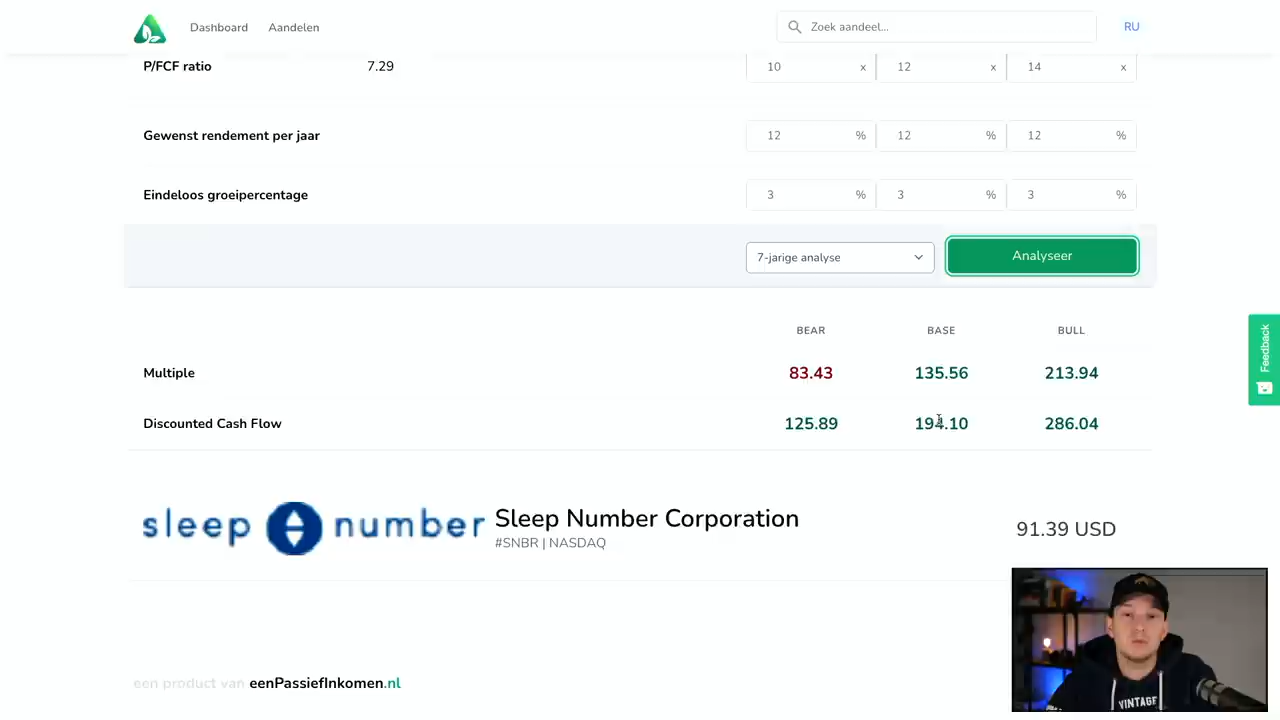 Dashboard Aandelen Zoek aandeel... RU
P/FCF ratio 7.29 10 x 12 x 14 x
Gewenst rendement per jaar 12 % 12 % 12 %
Eindeloos groeipercentage 3 % 3 % 3 %
7-jarige analyse Analyseer
Feedback
BEAR BASE BULL
Multiple 83.43 135.56 213.94
Discounted Cash Flow 125.89 194.10 286.04
sleep number Sleep Number Corporation 91.39 USD
#SNBR | NASDAQ
een product van eenPassiefInkomen.nl
VINTAGE